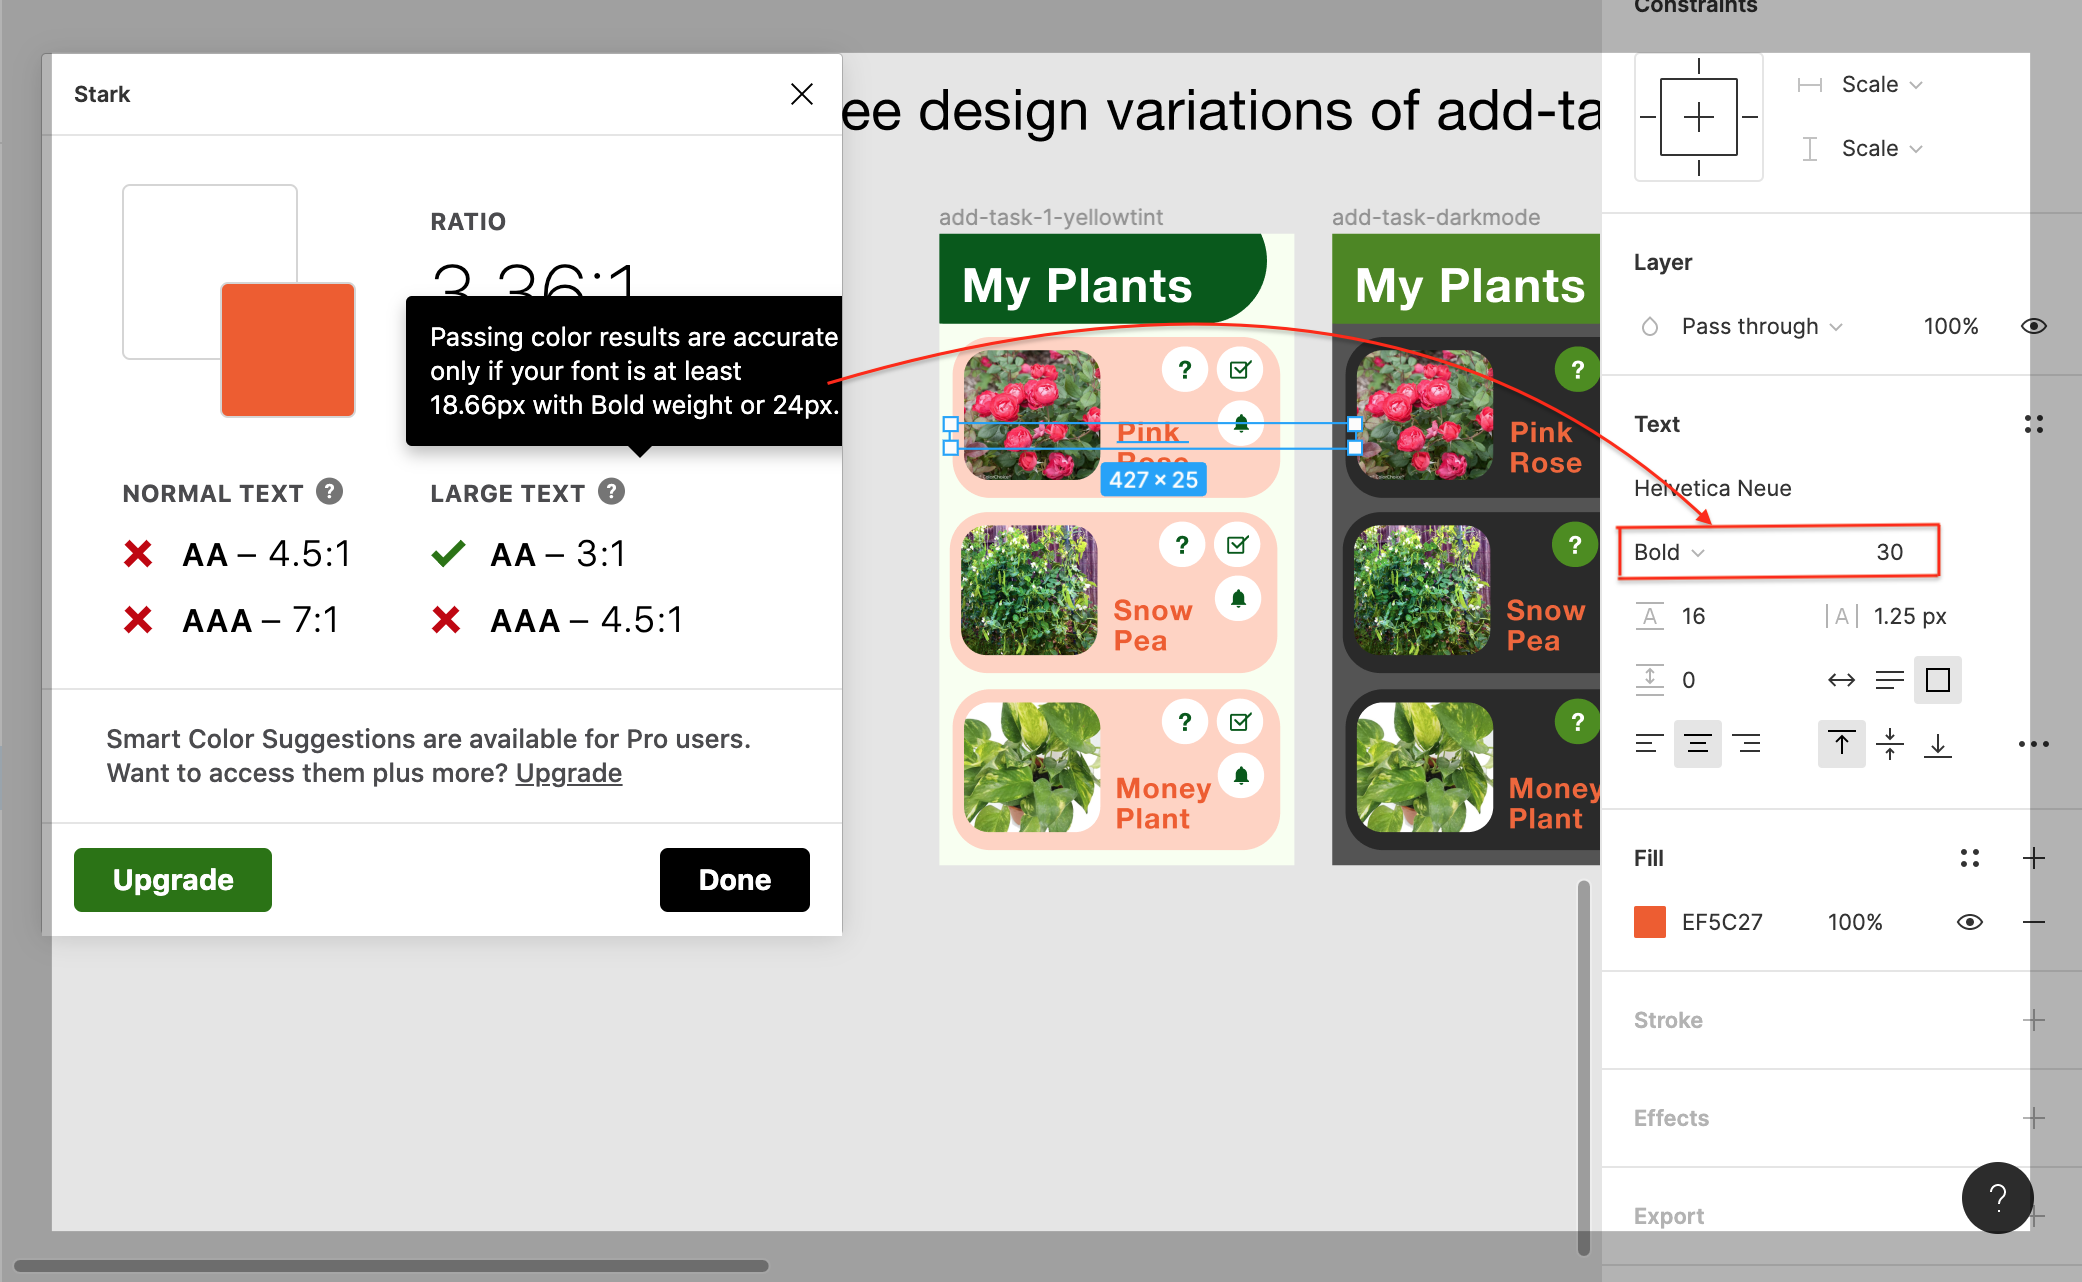 Stark
RATIO
3.36:1
Passing color results are accurate
only if your font is at least
18.66px with Bold weight or 24px.
NORMAL TEXT ?
LARGE TEXT ?
AA – 4.5:1
AA – 3:1
AAA – 7:1
AAA – 4.5:1
Smart Color Suggestions are available for Pro users.
Want to access them plus more? Upgrade
Upgrade
Done
ee design variations of add-ta
add-task-1-yellowtint
My Plants
?
Pink
Rose
427 × 25
?
Snow
Pea
?
Money
Plant
add-task-darkmode
My Plants
?
Pink
Rose
?
Snow
Pea
?
Money
Plant
Constraints
Scale
Scale
Layer
Pass through 100%
Text
Helvetica Neue
Bold 30
A 16 |A| 1.25 px
0
Fill
EF5C27 100%
Stroke
Effects
Export
?